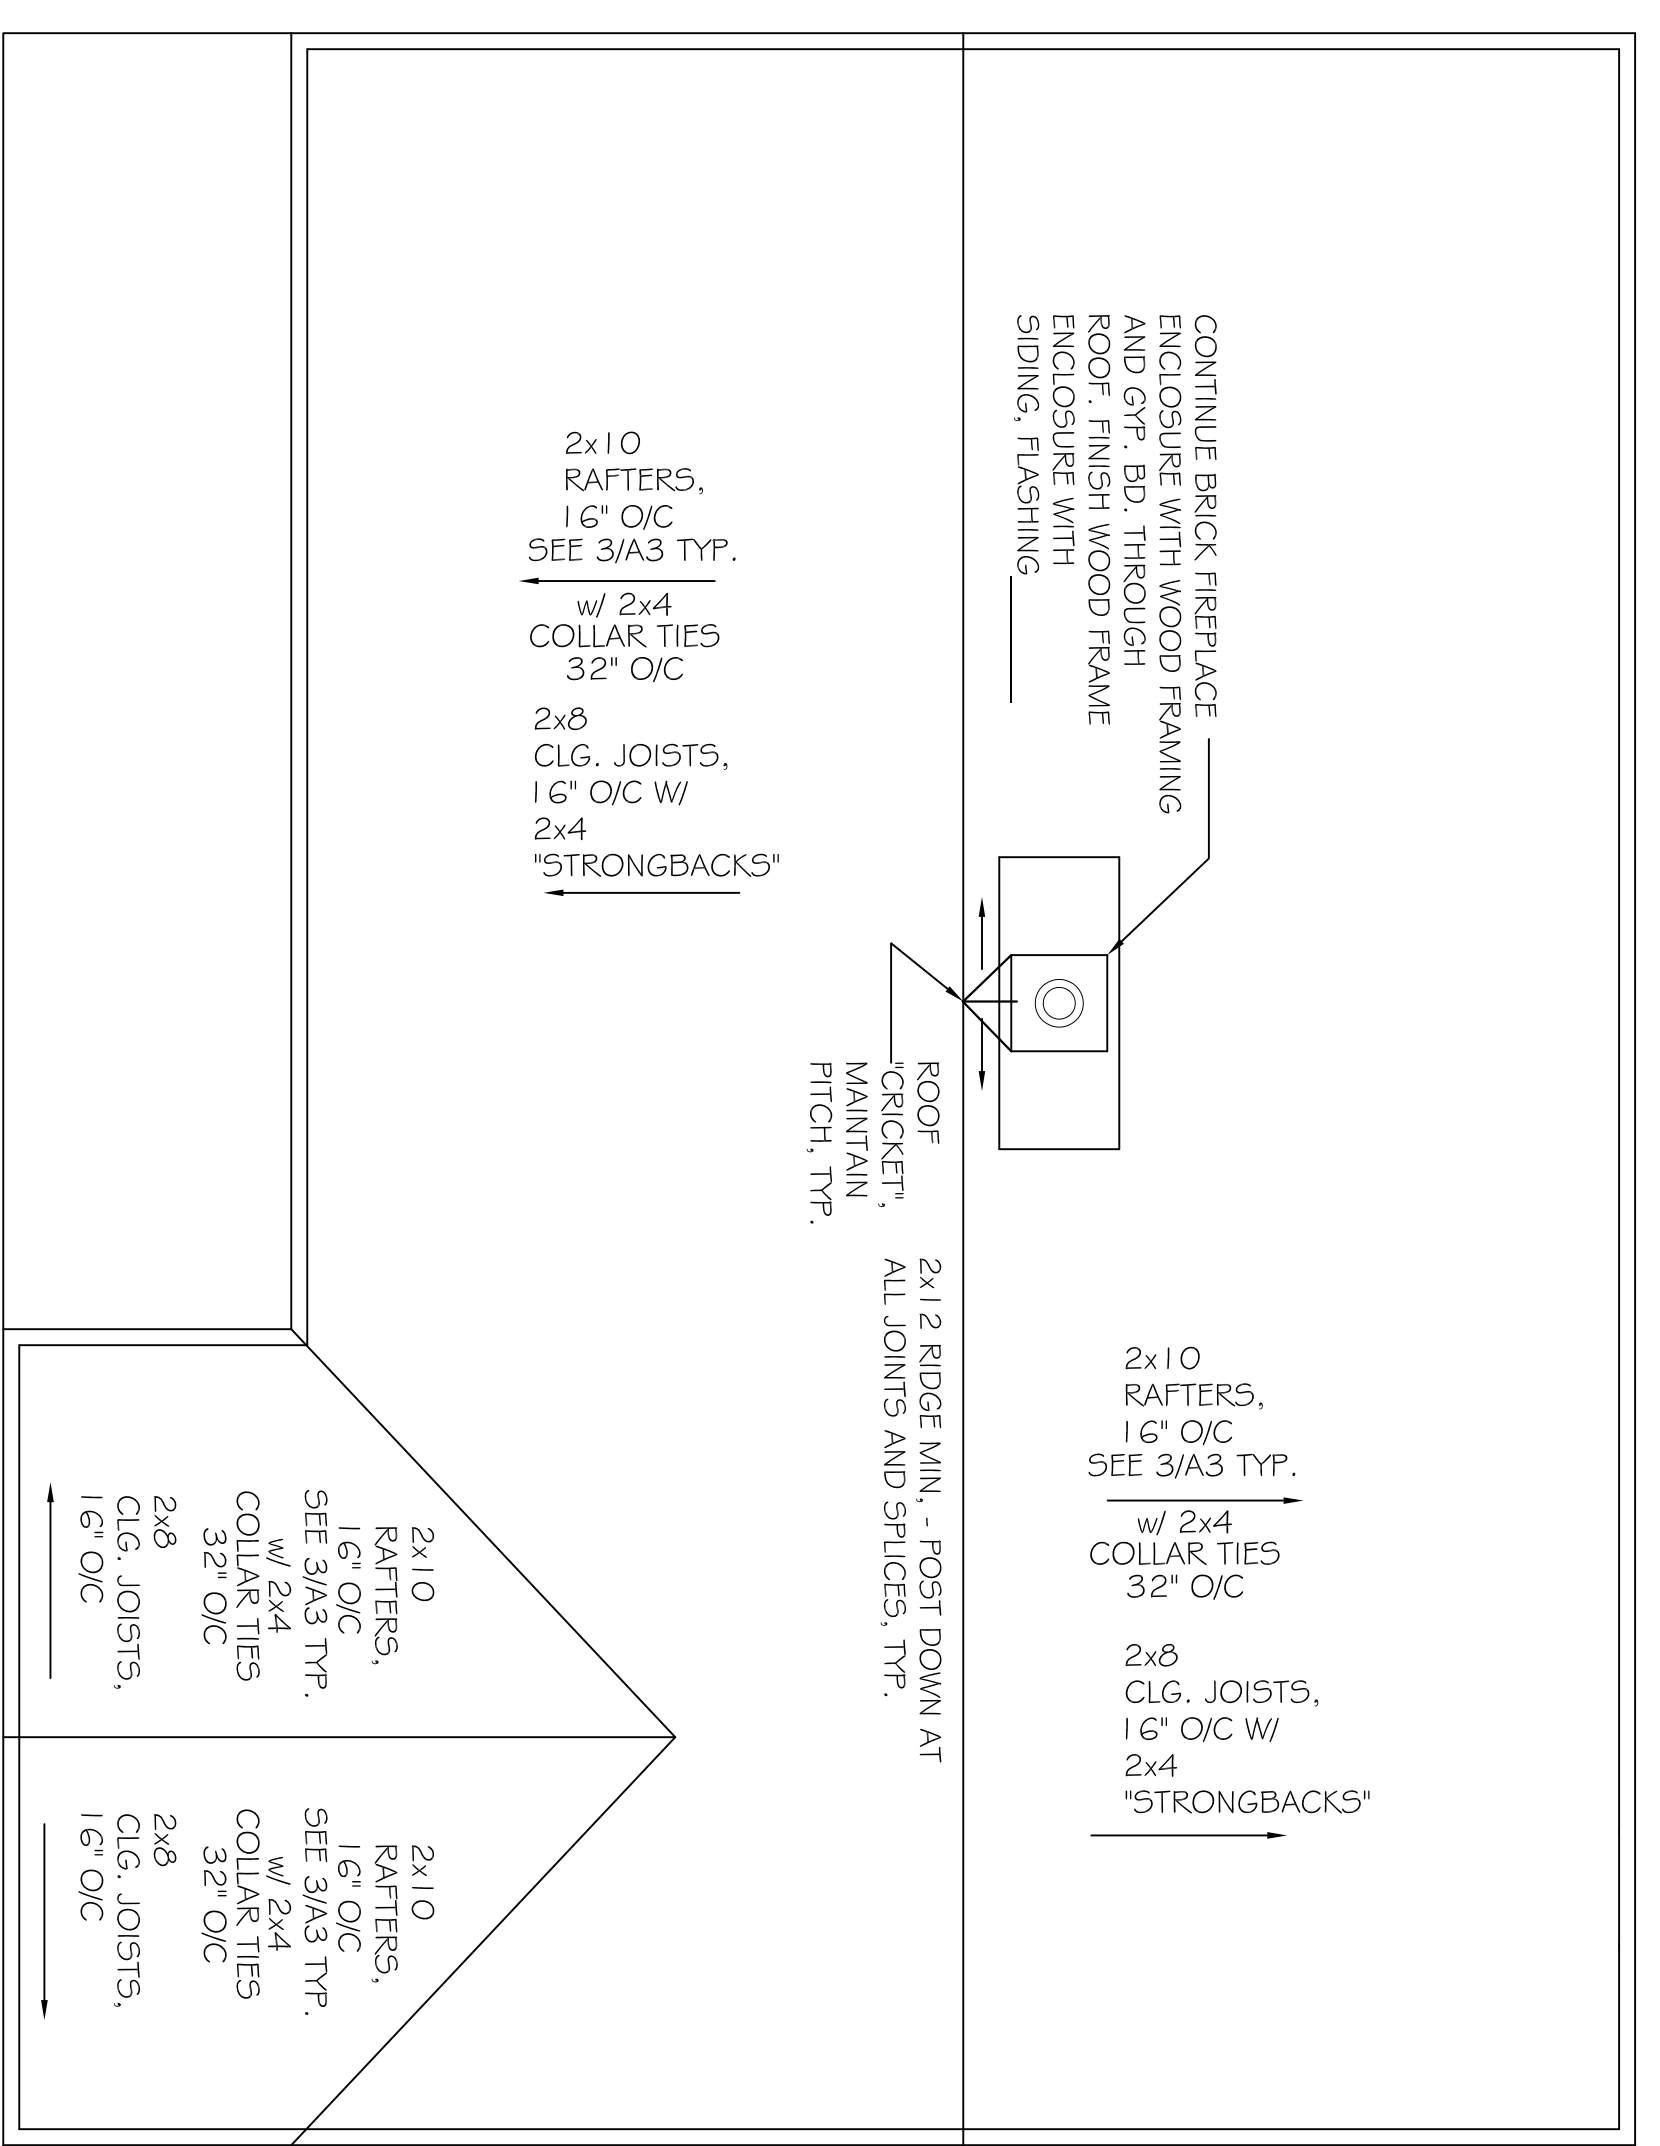 CONTINUE BRICK FIREPLACE
ENCLOSURE WITH WOOD FRAMING
AND GYP. BD. THROUGH
ROOF. FINISH WOOD FRAME
ENCLOSURE WITH
SIDING, FLASHING
2x10
RAFTERS,
16" O/C
SEE 3/A3 TYP.
w/ 2x4
COLLAR TIES
32" O/C
2x8
CLG. JOISTS,
16" O/C W/
2x4
"STRONGBACKS"
ROOF
"CRICKET",
MAINTAIN
PITCH, TYP.
2x12 RIDGE MIN, - POST DOWN AT
ALL JOINTS AND SPLICES, TYP.
2x10
RAFTERS,
16" O/C
SEE 3/A3 TYP.
w/ 2x4
COLLAR TIES
32" O/C
2x8
CLG. JOISTS,
16" O/C W/
2x4
"STRONGBACKS"
2x10
RAFTERS,
16" O/C
SEE 3/A3 TYP.
w/ 2x4
COLLAR TIES
32" O/C
2x8
CLG. JOISTS,
16" O/C
2x10
RAFTERS,
16" O/C
SEE 3/A3 TYP.
w/ 2x4
COLLAR TIES
32" O/C
2x8
CLG. JOISTS,
16" O/C